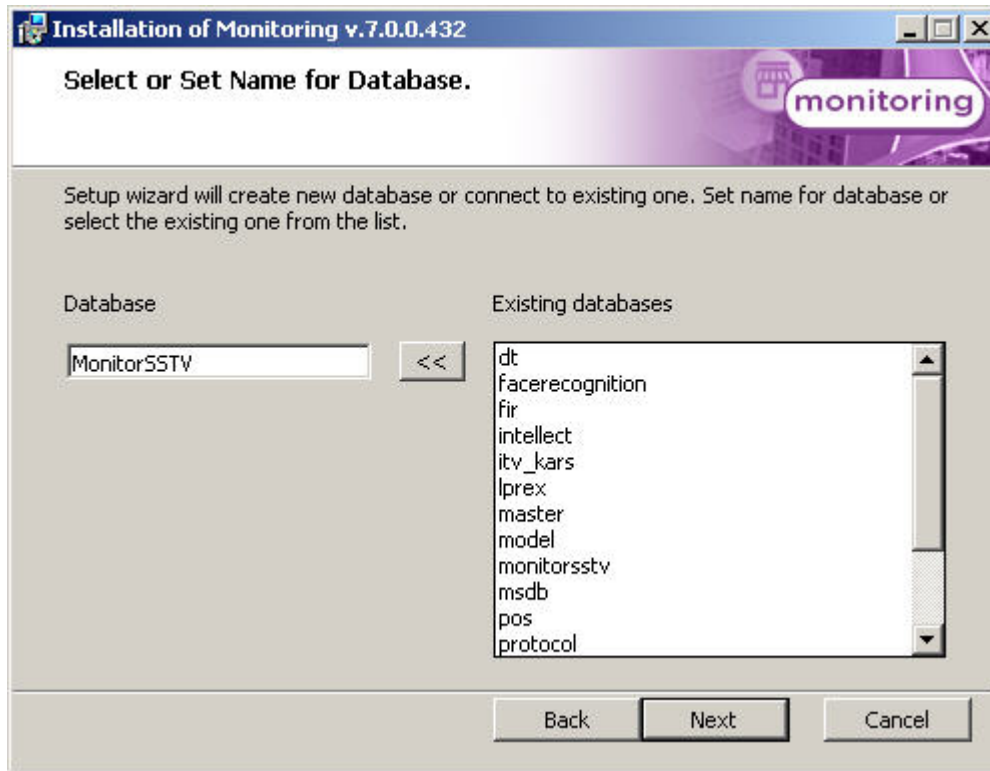 Installation of Monitoring v.7.0.0.432
Select or Set Name for Database.
monitoring
Setup wizard will create new database or connect to existing one. Set name for database or
select the existing one from the list.
Database
MonitorSSTV
<<
Existing databases
dt
facerecognition
fir
intellect
itv_kars
lprex
master
model
monitorsstv
msdb
pos
protocol
Back
Next
Cancel